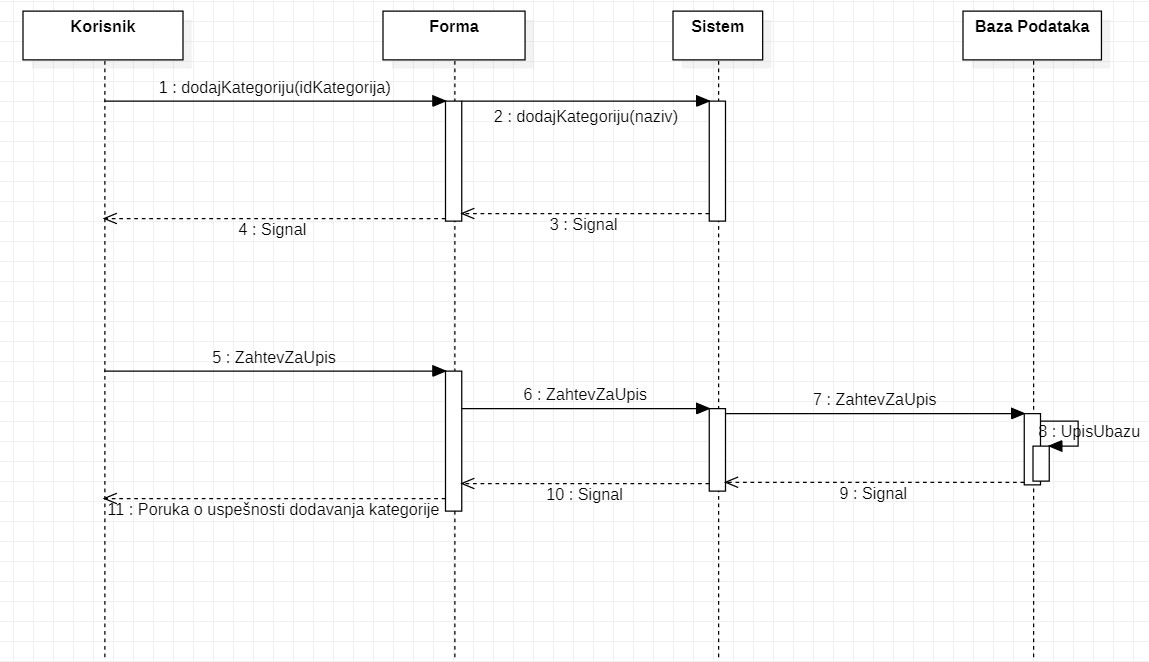 Korisnik
Forma
Sistem
Baza Podataka
1 : dodajKategoriju(idKategorija)
2 : dodajKategoriju(naziv)
3 : Signal
4 : Signal
5 : ZahtevZaUpis
6 : ZahtevZaUpis
7 : ZahtevZaUpis
8 : UpisUbazu
9 : Signal
10 : Signal
11 : Poruka o uspešnosti dodavanja kategorije